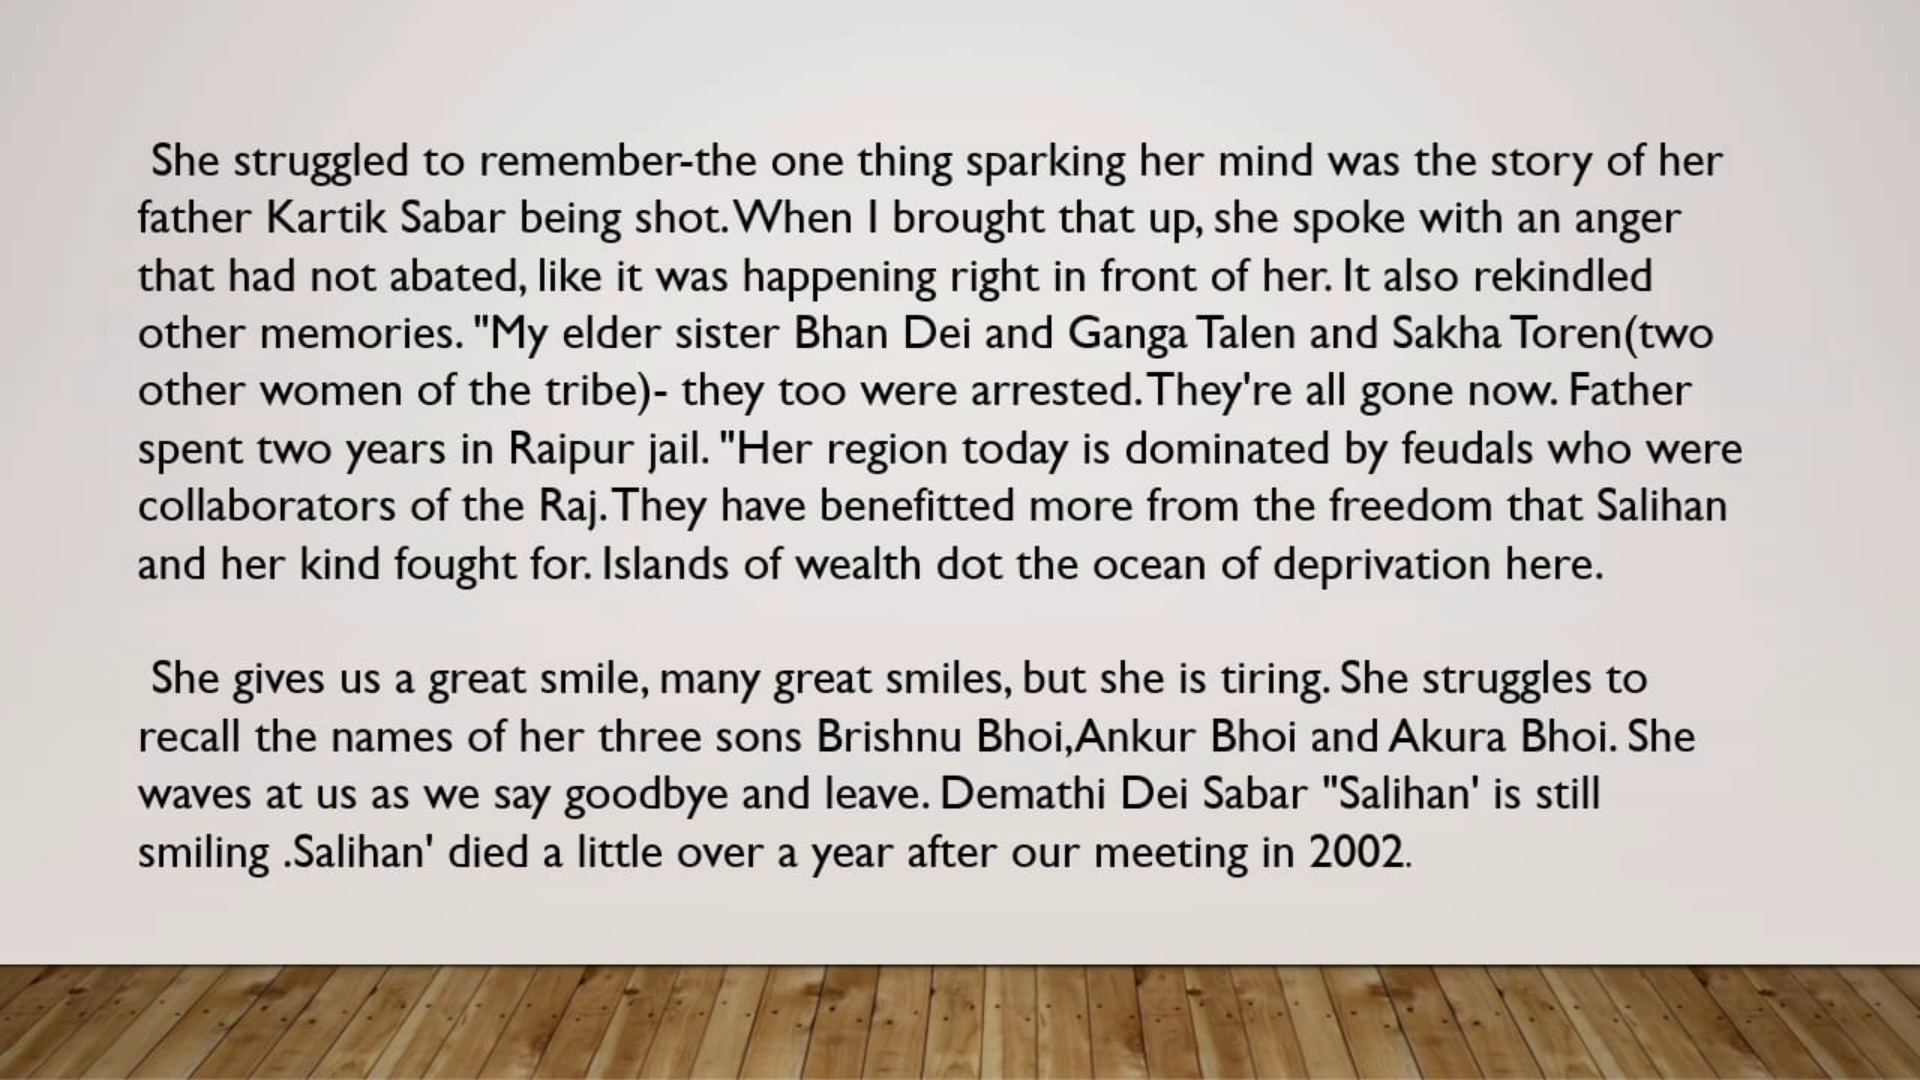 She struggled to remember-the one thing sparking her mind was the story of her
father Kartik Sabar being shot. When I brought that up, she spoke with an anger
that had not abated, like it was happening right in front of her. It also rekindled
other memories. "My elder sister Bhan Dei and Ganga Talen and Sakha Toren(two
other women of the tribe)- they too were arrested. They're all gone now. Father
spent two years in Raipur jail. "Her region today is dominated by feudals who were
collaborators of the Raj. They have benefitted more from the freedom that Salihan
and her kind fought for. Islands of wealth dot the ocean of deprivation here.
She gives us a great smile, many great smiles, but she is tiring. She struggles to
recall the names of her three sons Brishnu Bhoi,Ankur Bhoi and Akura Bhoi. She
waves at us as we say goodbye and leave. Demathi Dei Sabar "Salihan' is still
smiling .Salihan' died a little over a year after our meeting in 2002.